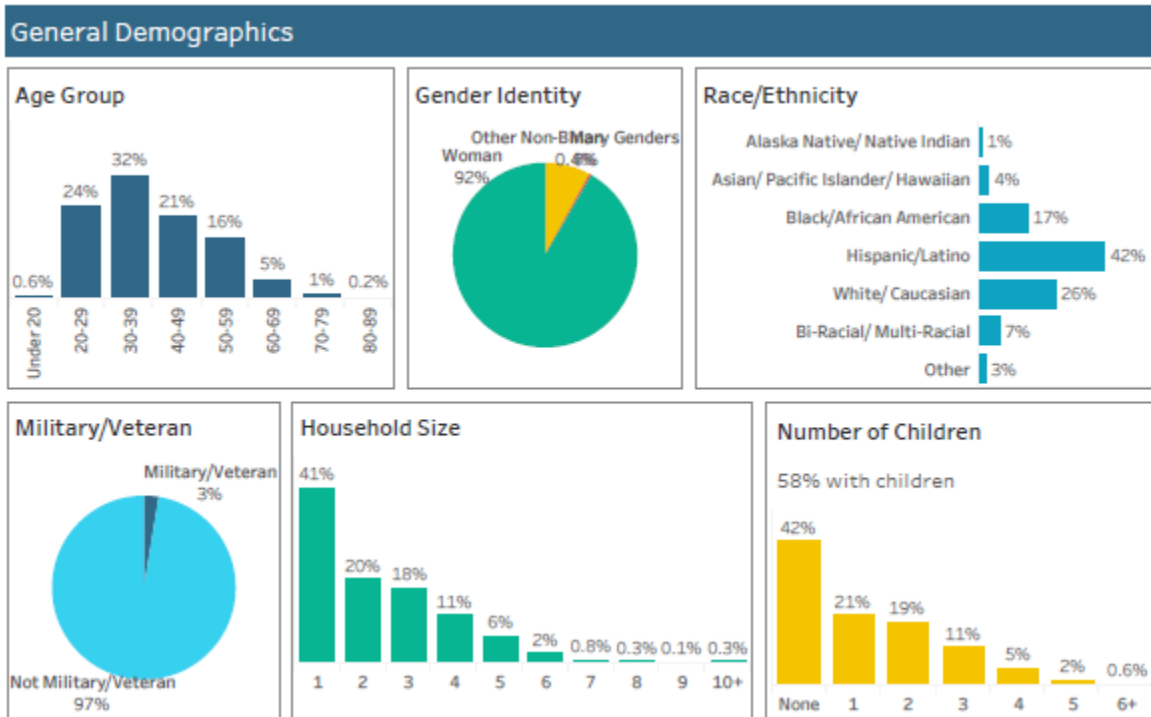 General Demographics
Age Group
32%
24%
21%
16%
5%
1%
0.6%
0.2%
Under 20
20-29
30-39
40-49
50-59
60-69
70-79
80-89
Gender Identity
Other Non-
Many Genders
Woman
92%
Race/Ethnicity
Alaska Native/ Native Indian 1%
Asian/ Pacific Islander/ Hawaiian 4%
Black/African American 17%
Hispanic/Latino 42%
White/ Caucasian 26%
Bi-Racial/ Multi-Racial 7%
Other 3%
Military/Veteran
Military/Veteran
3%
Not Military/Veteran
97%
Household Size
41%
20%
18%
11%
6%
2%
0.8%
0.3%
0.1%
0.3%
1 2 3 4 5 6 7 8 9 10+
Number of Children
58% with children
42%
21%
19%
11%
5%
2%
0.6%
None 1 2 3 4 5 6+